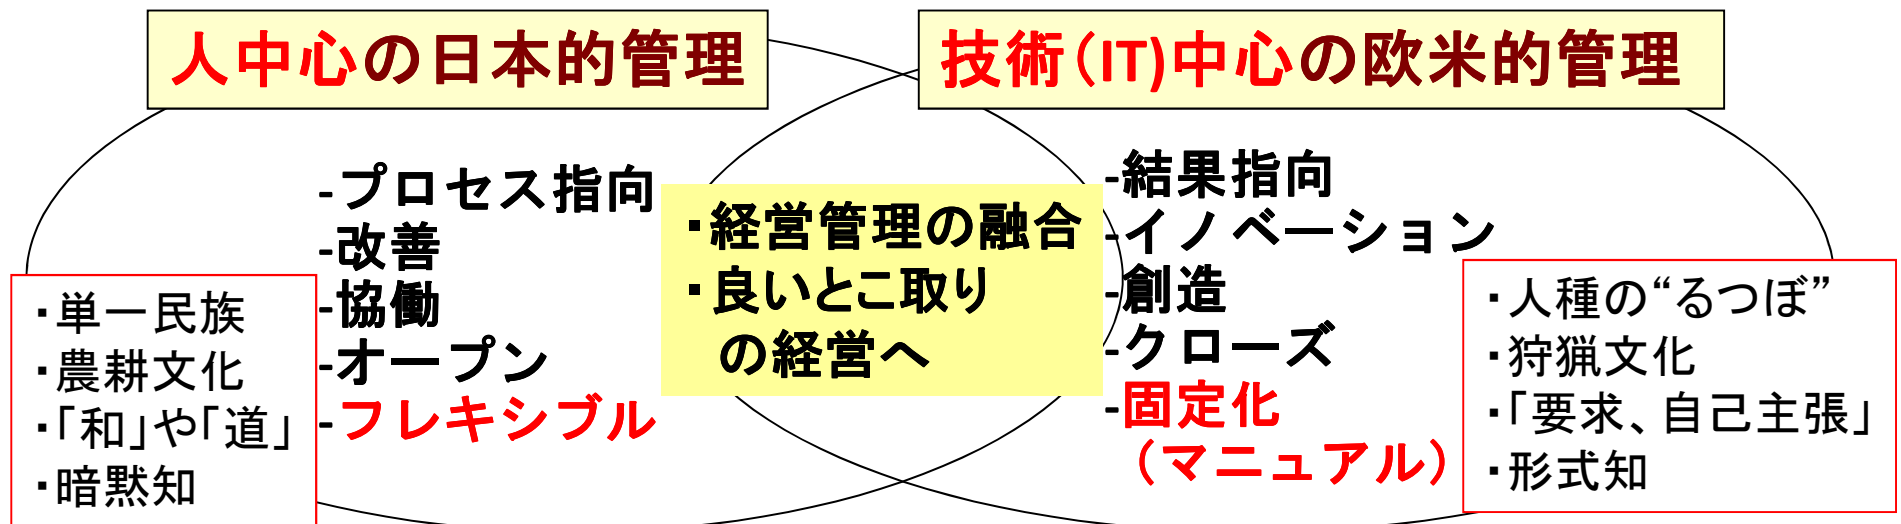 人中心の日本的管理
技術(IT)中心の欧米的管理
-プロセス指向
-改善
-協働
-オープン
-フレキシブル
・単一民族
・農耕文化
・「和」や「道」
・暗黙知
・経営管理の融合
・良いとこ取り
の経営へ
-結果指向
-イノベーション
-創造
-クローズ
-固定化
（マニュアル）
・人種の“るつぼ”
・狩猟文化
・「要求、自己主張」
・形式知